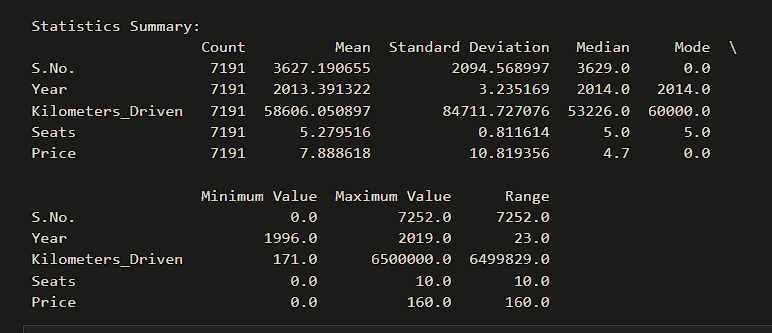 Statistics Summary:
Count Mean Standard Deviation Median Mode \
S.No. 7191 3627.190655 2094.568997 3629.0 0.0
Year 7191 2013.391322 3.235169 2014.0 2014.0
Kilometers_Driven 7191 58606.050897 84711.727076 53226.0 60000.0
Seats 7191 5.279516 0.811614 5.0 5.0
Price 7191 7.888618 10.819356 4.7 0.0
Minimum Value Maximum Value Range
S.No. 0.0 7252.0 7252.0
Year 1996.0 2019.0 23.0
Kilometers_Driven 171.0 6500000.0 6499829.0
Seats 0.0 10.0 10.0
Price 0.0 160.0 160.0